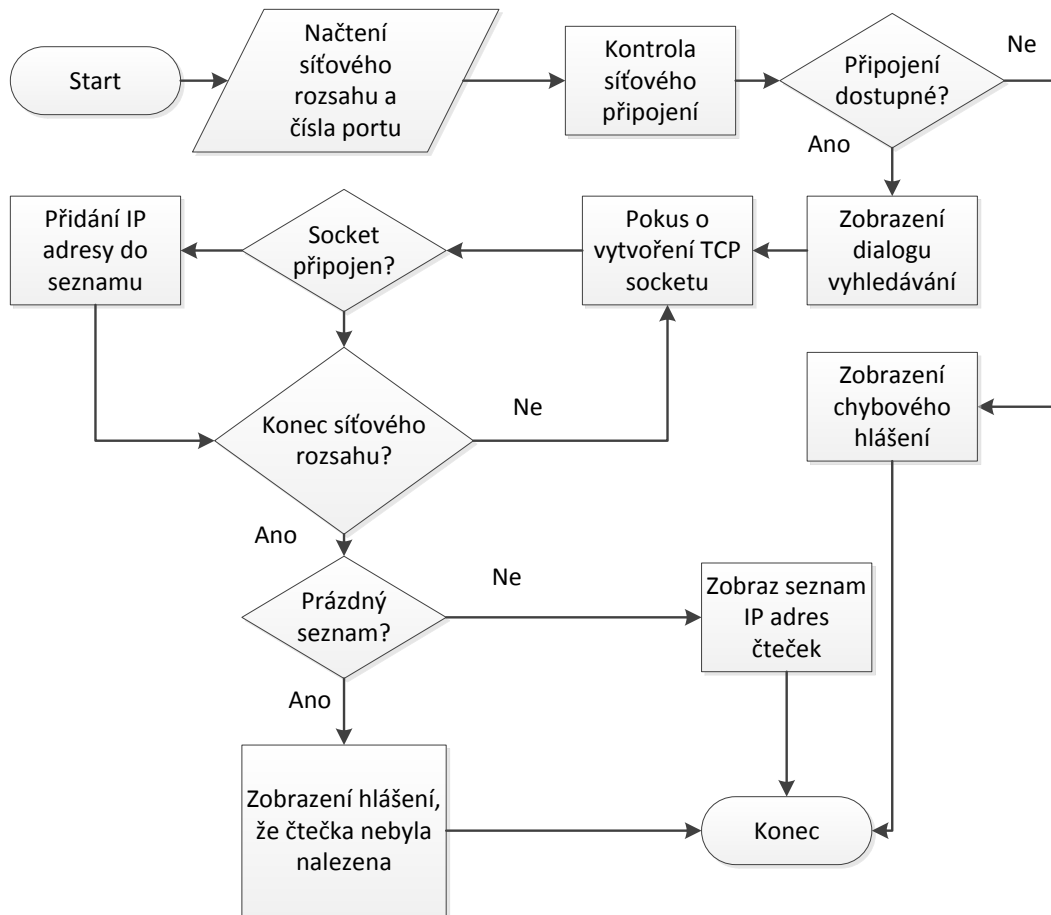 Start
Načtení
síťového
rozsahu a
čísla portu
Kontrola
síťového
připojení
Připojení
dostupné?
Ne
Ano
Přidání IP
adresy do
seznamu
Socket
připojen?
Pokus o
vytvoření TCP
socketu
Zobrazení
dialogu
vyhledávání
Konec síťového
rozsahu?
Ne
Zobrazení
chybového
hlášení
Ano
Prázdný
seznam?
Ne
Zobraz seznam
IP adres
čteček
Ano
Zobrazení hlášení,
že čtečka nebyla
nalezena
Konec